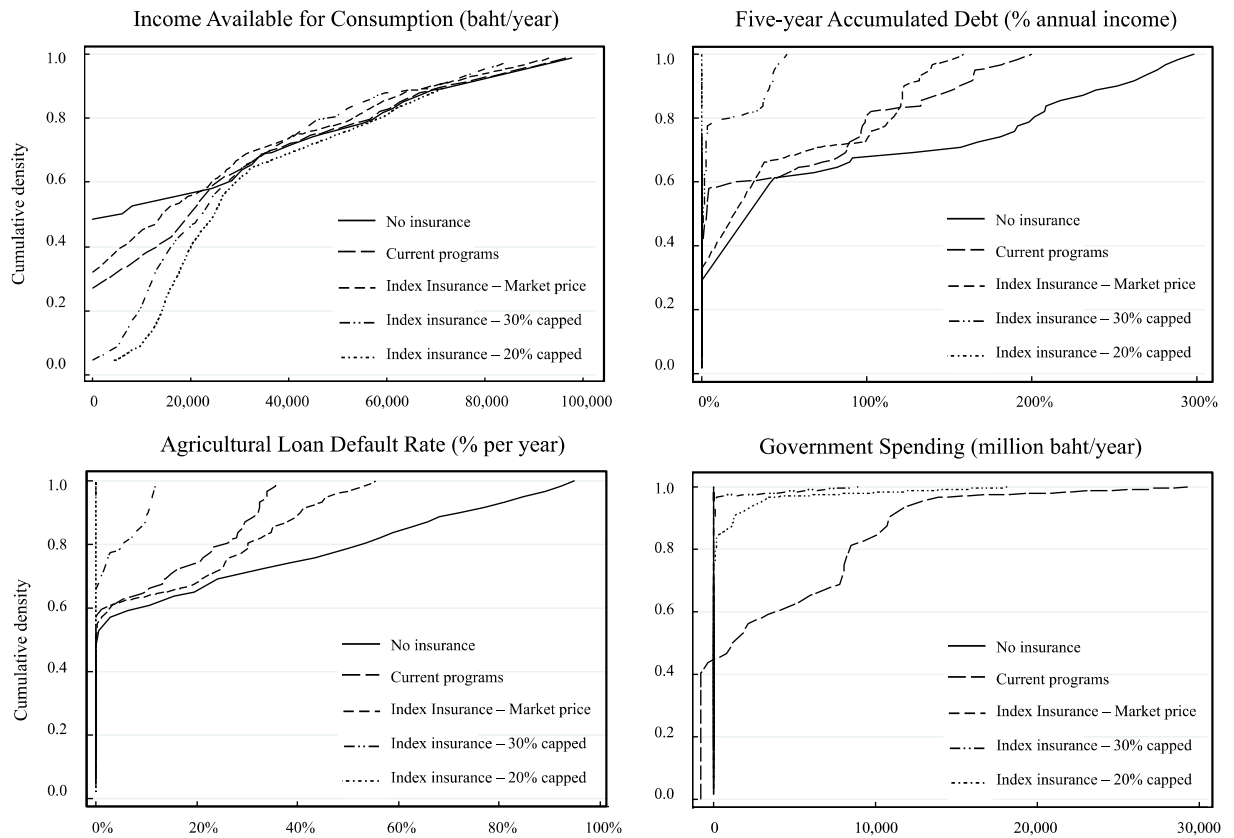 Income Available for Consumption (baht/year)
Cumulative density
1.0
0.8
0.6
0.4
0.2
0.0
No insurance
Current programs
Index Insurance – Market price
Index insurance – 30% capped
Index insurance – 20% capped
0 20,000 40,000 60,000 80,000 100,000
Five-year Accumulated Debt (% annual income)
1.0
0.8
0.6
0.4
0.2
0.0
No insurance
Current programs
Index Insurance – Market price
Index insurance – 30% capped
Index insurance – 20% capped
0% 100% 200% 300%
Agricultural Loan Default Rate (% per year)
Cumulative density
1.0
0.8
0.6
0.4
0.2
0.0
No insurance
Current programs
Index Insurance – Market price
Index insurance – 30% capped
Index insurance – 20% capped
0% 20% 40% 60% 80% 100%
Government Spending (million baht/year)
1.0
0.8
0.6
0.4
0.2
0.0
No insurance
Current programs
Index Insurance – Market price
Index insurance – 30% capped
Index insurance – 20% capped
0 10,000 20,000 30,000